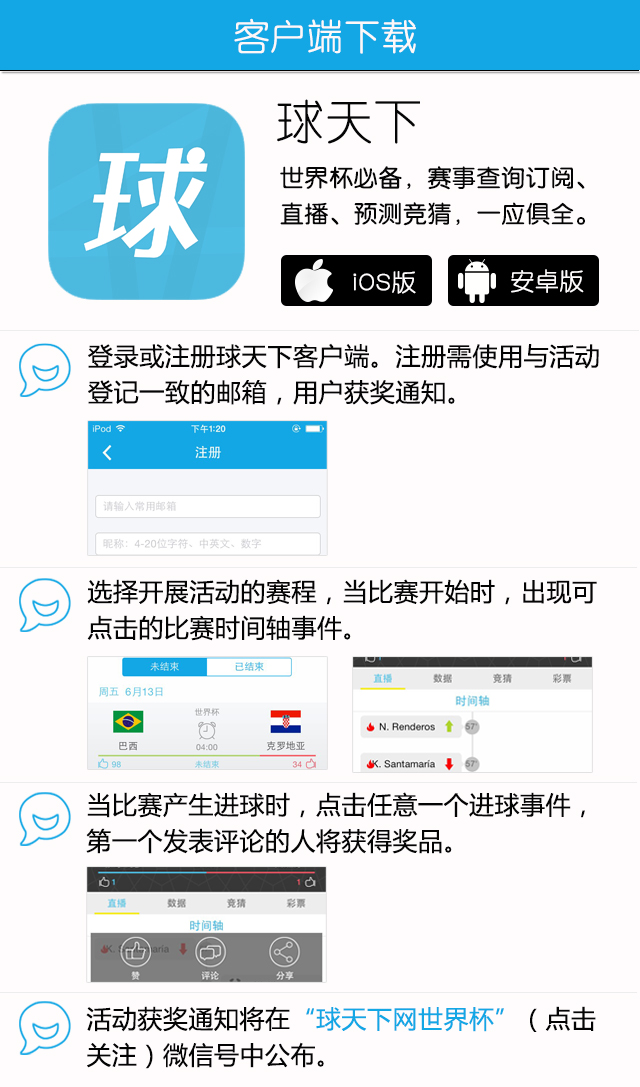 客户端下载
球
球天下
世界杯必备，赛事查询订阅、
直播、预测竞猜，一应俱全。
iOS版
安卓版
登录或注册球天下客户端。注册需使用与活动
登记一致的邮箱，用户获奖通知。
iPod 下午1:20
注册
请输入常用邮箱
昵称：4-20位字符、中英文、数字
选择开展活动的赛程，当比赛开始时，出现可
点击的比赛时间轴事件。
未结束 已结束
周五 6月13日
世界杯
巴西 04:00 克罗地亚
98 未结束 34
直播 数据 竞猜 彩票
时间轴
N. Renderos 57'
K. Santamaría 57'
当比赛产生进球时，点击任意一个进球事件，
第一个发表评论的人将获得奖品。
1 1
直播 数据 竞猜 彩票
时间轴
K. Santamaría
赞 评论 分享
活动获奖通知将在“球天下网世界杯”（点击
关注）微信号中公布。